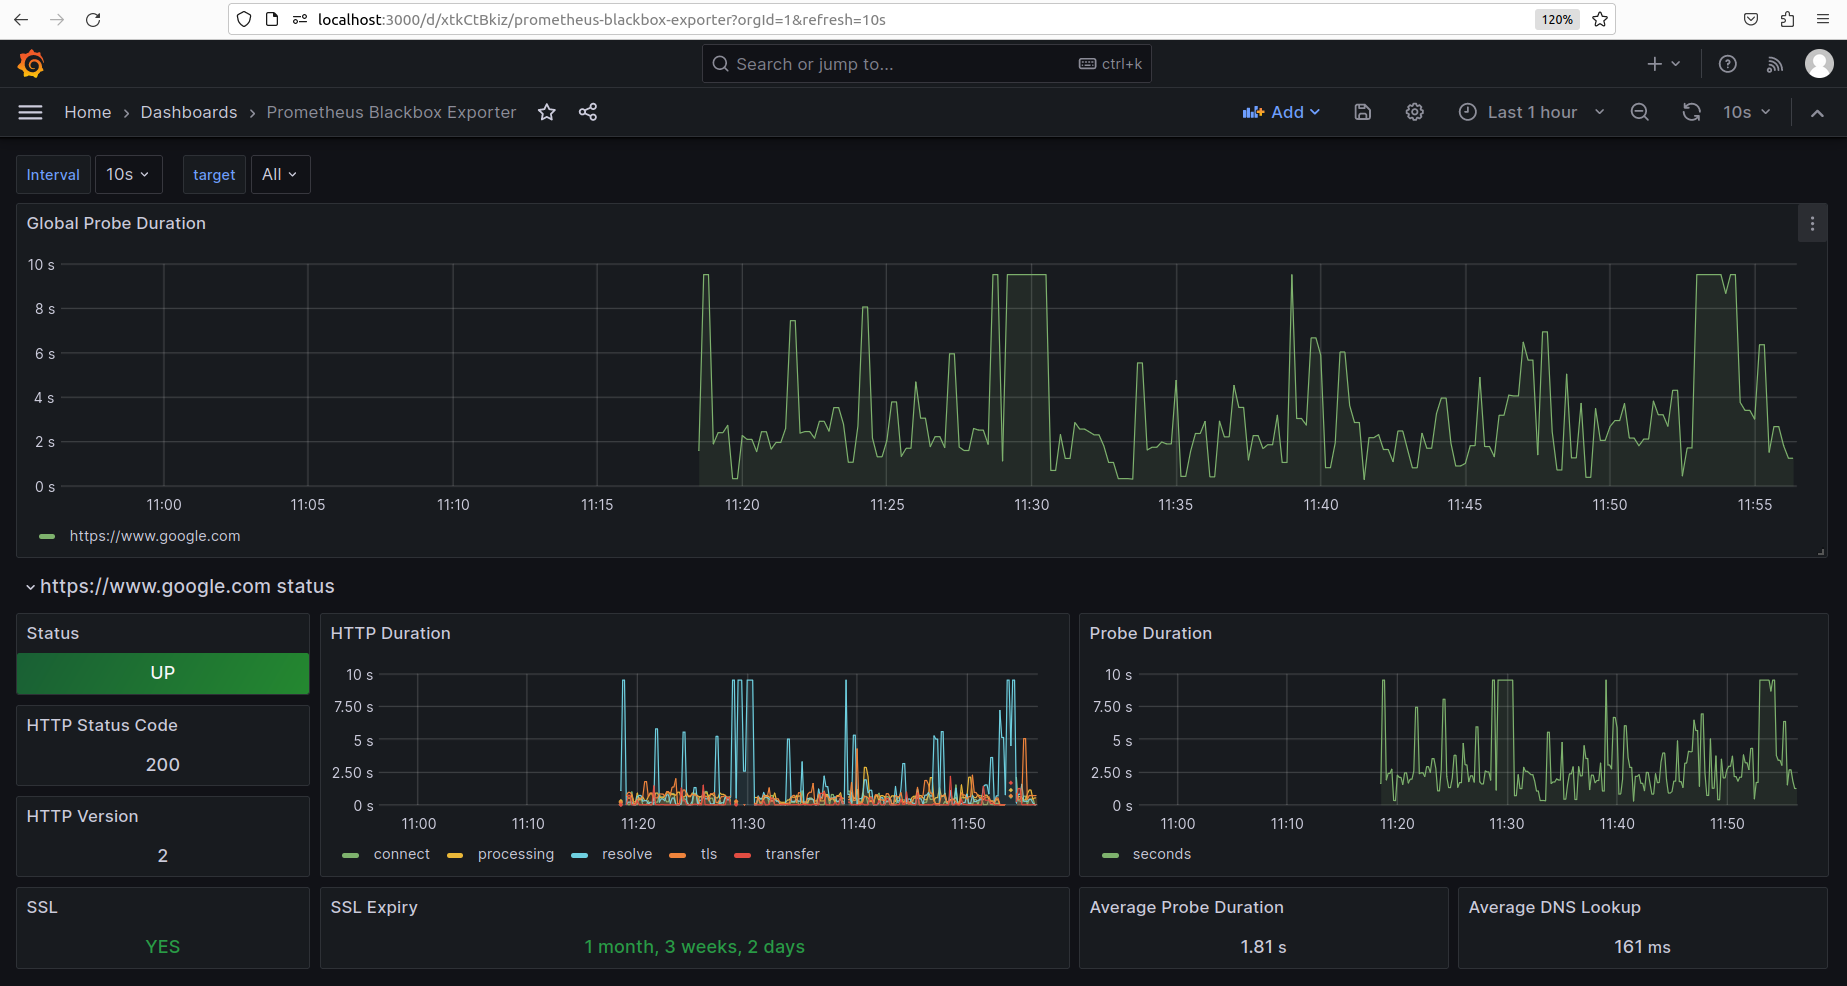 localhost:3000/d/xtkCtBkiz/prometheus-blackbox-exporter?orgId=1&refresh=10s 120%
Search or jump to... ctrl+k
Home › Dashboards › Prometheus Blackbox Exporter Add Last 1 hour 10s
Interval 10s target All
Global Probe Duration
10 s
8 s
6 s
4 s
2 s
0 s
11:00 11:05 11:10 11:15 11:20 11:25 11:30 11:35 11:40 11:45 11:50 11:55
https://www.google.com
https://www.google.com status
Status
UP
HTTP Status Code
200
HTTP Version
2
HTTP Duration
10 s
7.50 s
5 s
2.50 s
0 s
11:00 11:10 11:20 11:30 11:40 11:50
connect processing resolve tls transfer
Probe Duration
10 s
7.50 s
5 s
2.50 s
0 s
11:00 11:10 11:20 11:30 11:40 11:50
seconds
SSL
YES
SSL Expiry
1 month, 3 weeks, 2 days
Average Probe Duration
1.81 s
Average DNS Lookup
161 ms